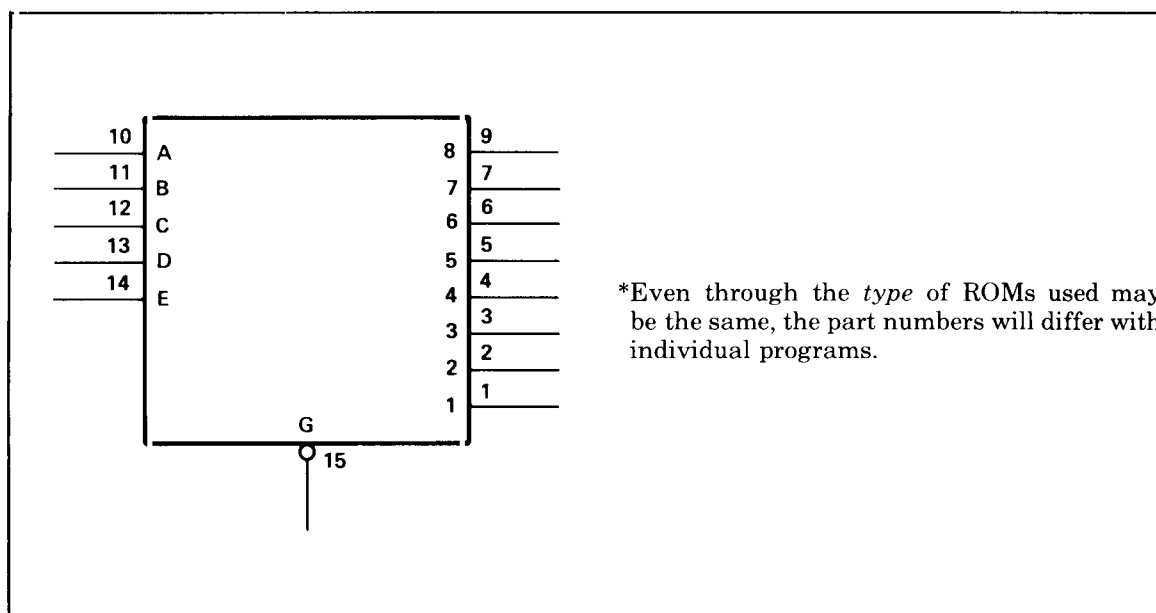 10 A
11 B
12 C
13 D
14 E
8 9
7 7
6 6
5 5
4 4
3 3
2 2
1 1
G
15
*Even through the type of ROMs used may
be the same, the part numbers will differ with
individual programs.